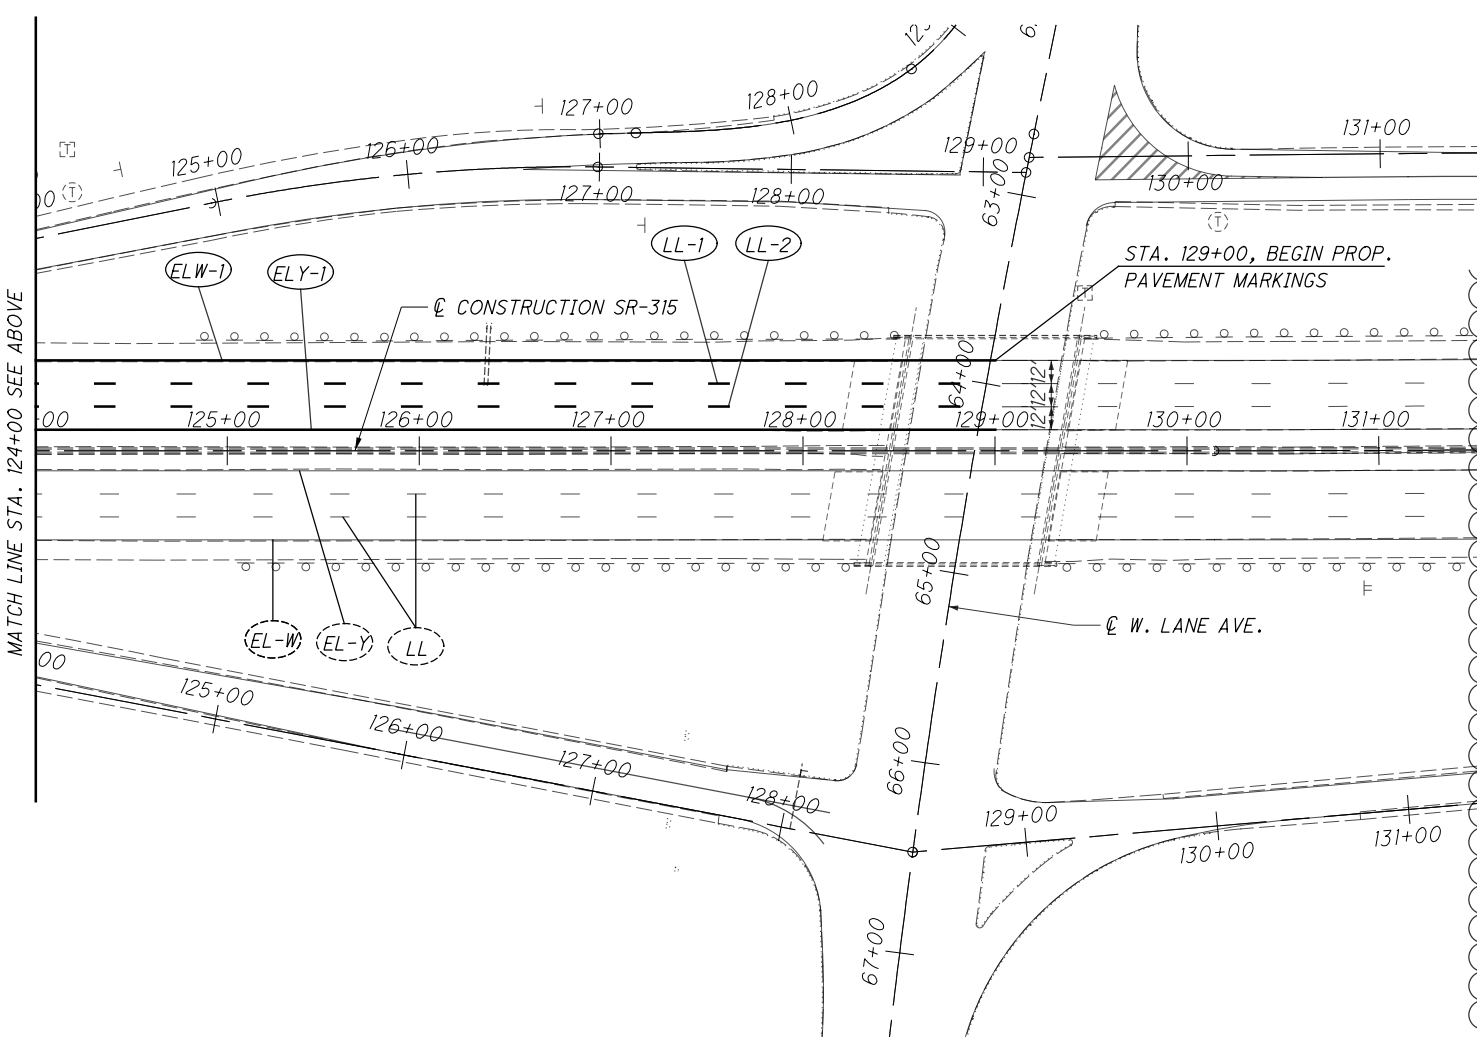 127+00
128+00
125+00
126+00
129+00
131+00
127+00
128+00
130+00
63+00
T
T
T
T
ELW-1
ELY-1
LL-1
LL-2
STA. 129+00, BEGIN PROP.
PAVEMENT MARKINGS
℄ CONSTRUCTION SR-315
MATCH LINE STA. 124+00 SEE ABOVE
64+00
12'
12'
12'
125+00
126+00
127+00
128+00
129+00
130+00
131+00
65+00
℄ W. LANE AVE.
EL-W
EL-Y
LL
125+00
126+00
127+00
128+00
66+00
129+00
130+00
131+00
67+00